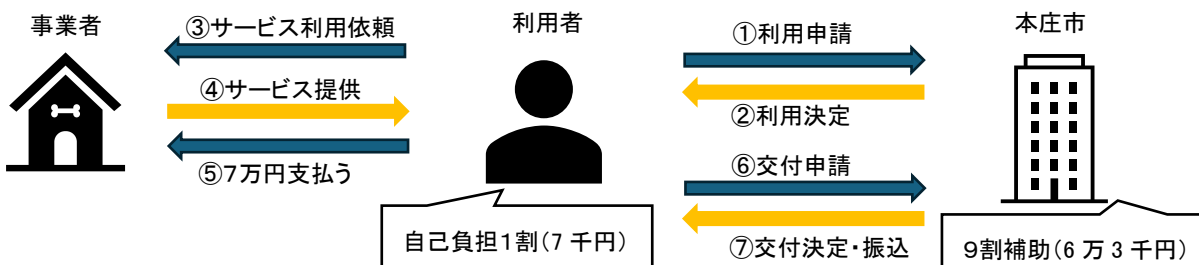 事業者
利用者
本庄市
③サービス利用依頼
①利用申請
④サービス提供
②利用決定
⑤7万円支払う
⑥交付申請
自己負担1割(7千円)
⑦交付決定・振込
9割補助(6万3千円)